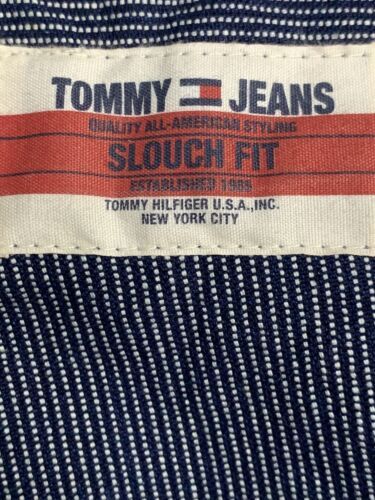 TOMMY JEANS
QUALITY ALL-AMERICAN STYLING
SLOUCH FIT
ESTABLISHED 1985
TOMMY HILFIGER U.S.A., INC.
NEW YORK CITY